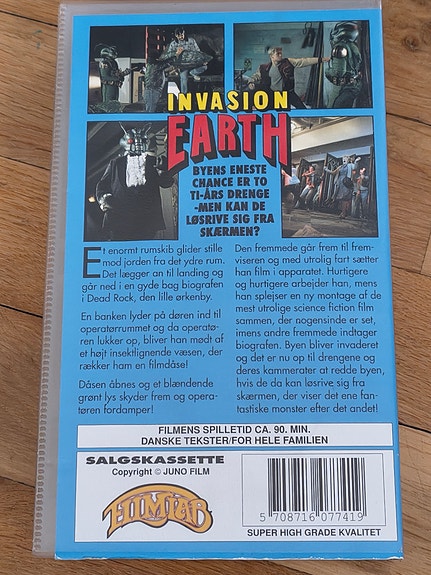 INVASION
EARTH
BYENS ENESTE
CHANCE ER TO
TI-ÅRS DRENGE
-MEN KAN DE
LØSRIVE SIG FRA
SKÆRMEN?
Et enormt rumskib glider stille
mod jorden fra det ydre rum.
Det lægger an til landing og
går ned i en gyde bag biografen
i Dead Rock, den lille ørkenby.
En banken lyder på døren ind til
operatørrummet og da operatø-
ren lukker op, bliver han mødt af
et højt insektlignende væsen, der
rækker ham en filmdåse!
Dåsen åbnes og et blændende
grønt lys skyder frem og opera-
tøren fordamper!
Den fremmede går frem til frem-
viseren og med utrolig fart sætter
han film i apparatet. Hurtigere
og hurtigere arbejder han, mens
han splejser en ny montage af de
mest utrolige science fiction film
sammen, der nogensinde er set,
imens andre fremmede indtager
biografen. Byen bliver invaderet
og det er nu op til drengene og
deres kammerater at redde byen,
hvis de da kan løsrive sig fra
skærmen, der viser det ene fan-
tastiske monster efter det andet!
FILMENS SPILLETID CA. 90. MIN.
DANSKE TEKSTER/FOR HELE FAMILIEN
SALGSKASSETTE
Copyright © JUNO FILM
FILMLAB
5 708716 077419
SUPER HIGH GRADE KVALITET